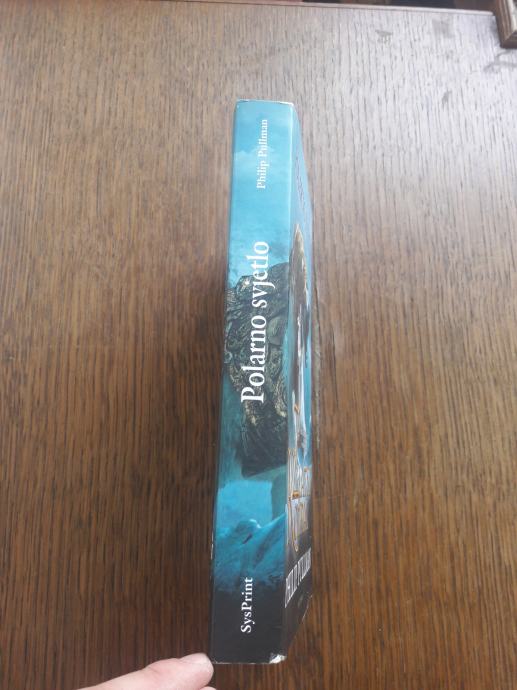 Philip Pullman
Polarno svjetlo
SysPrint